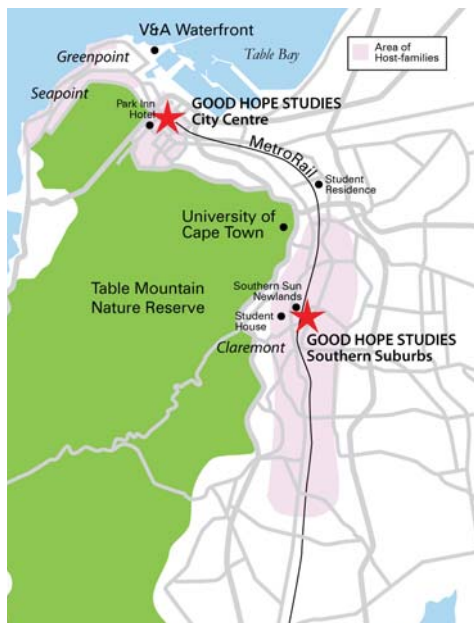 V&A Waterfront
Greenpoint
Table Bay
Area of
Host-families
Seapoint
Park Inn
Hotel
GOOD HOPE STUDIES
City Centre
MetroRail
Student
Residence
University of
Cape Town
Table Mountain
Nature Reserve
Southern Sun
Newlands
Student
House
Claremont
GOOD HOPE STUDIES
Southern Suburbs